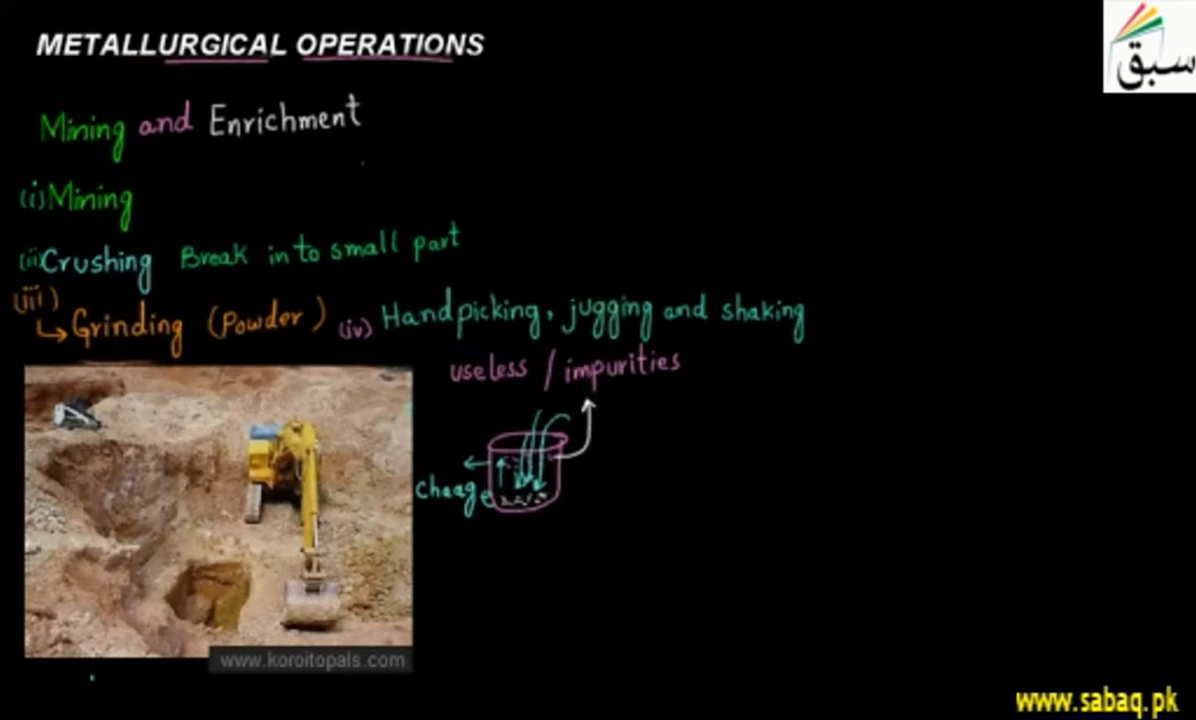 METALLURGICAL OPERATIONS
سبق
Mining and Enrichment
(i) Mining
(ii) Crushing Break in to small part
(iii)
Grinding (Powder) (iv) Handpicking, jugging and shaking
useless / impurities
Chaage
www.koroitopals.com
www.sabaq.pk